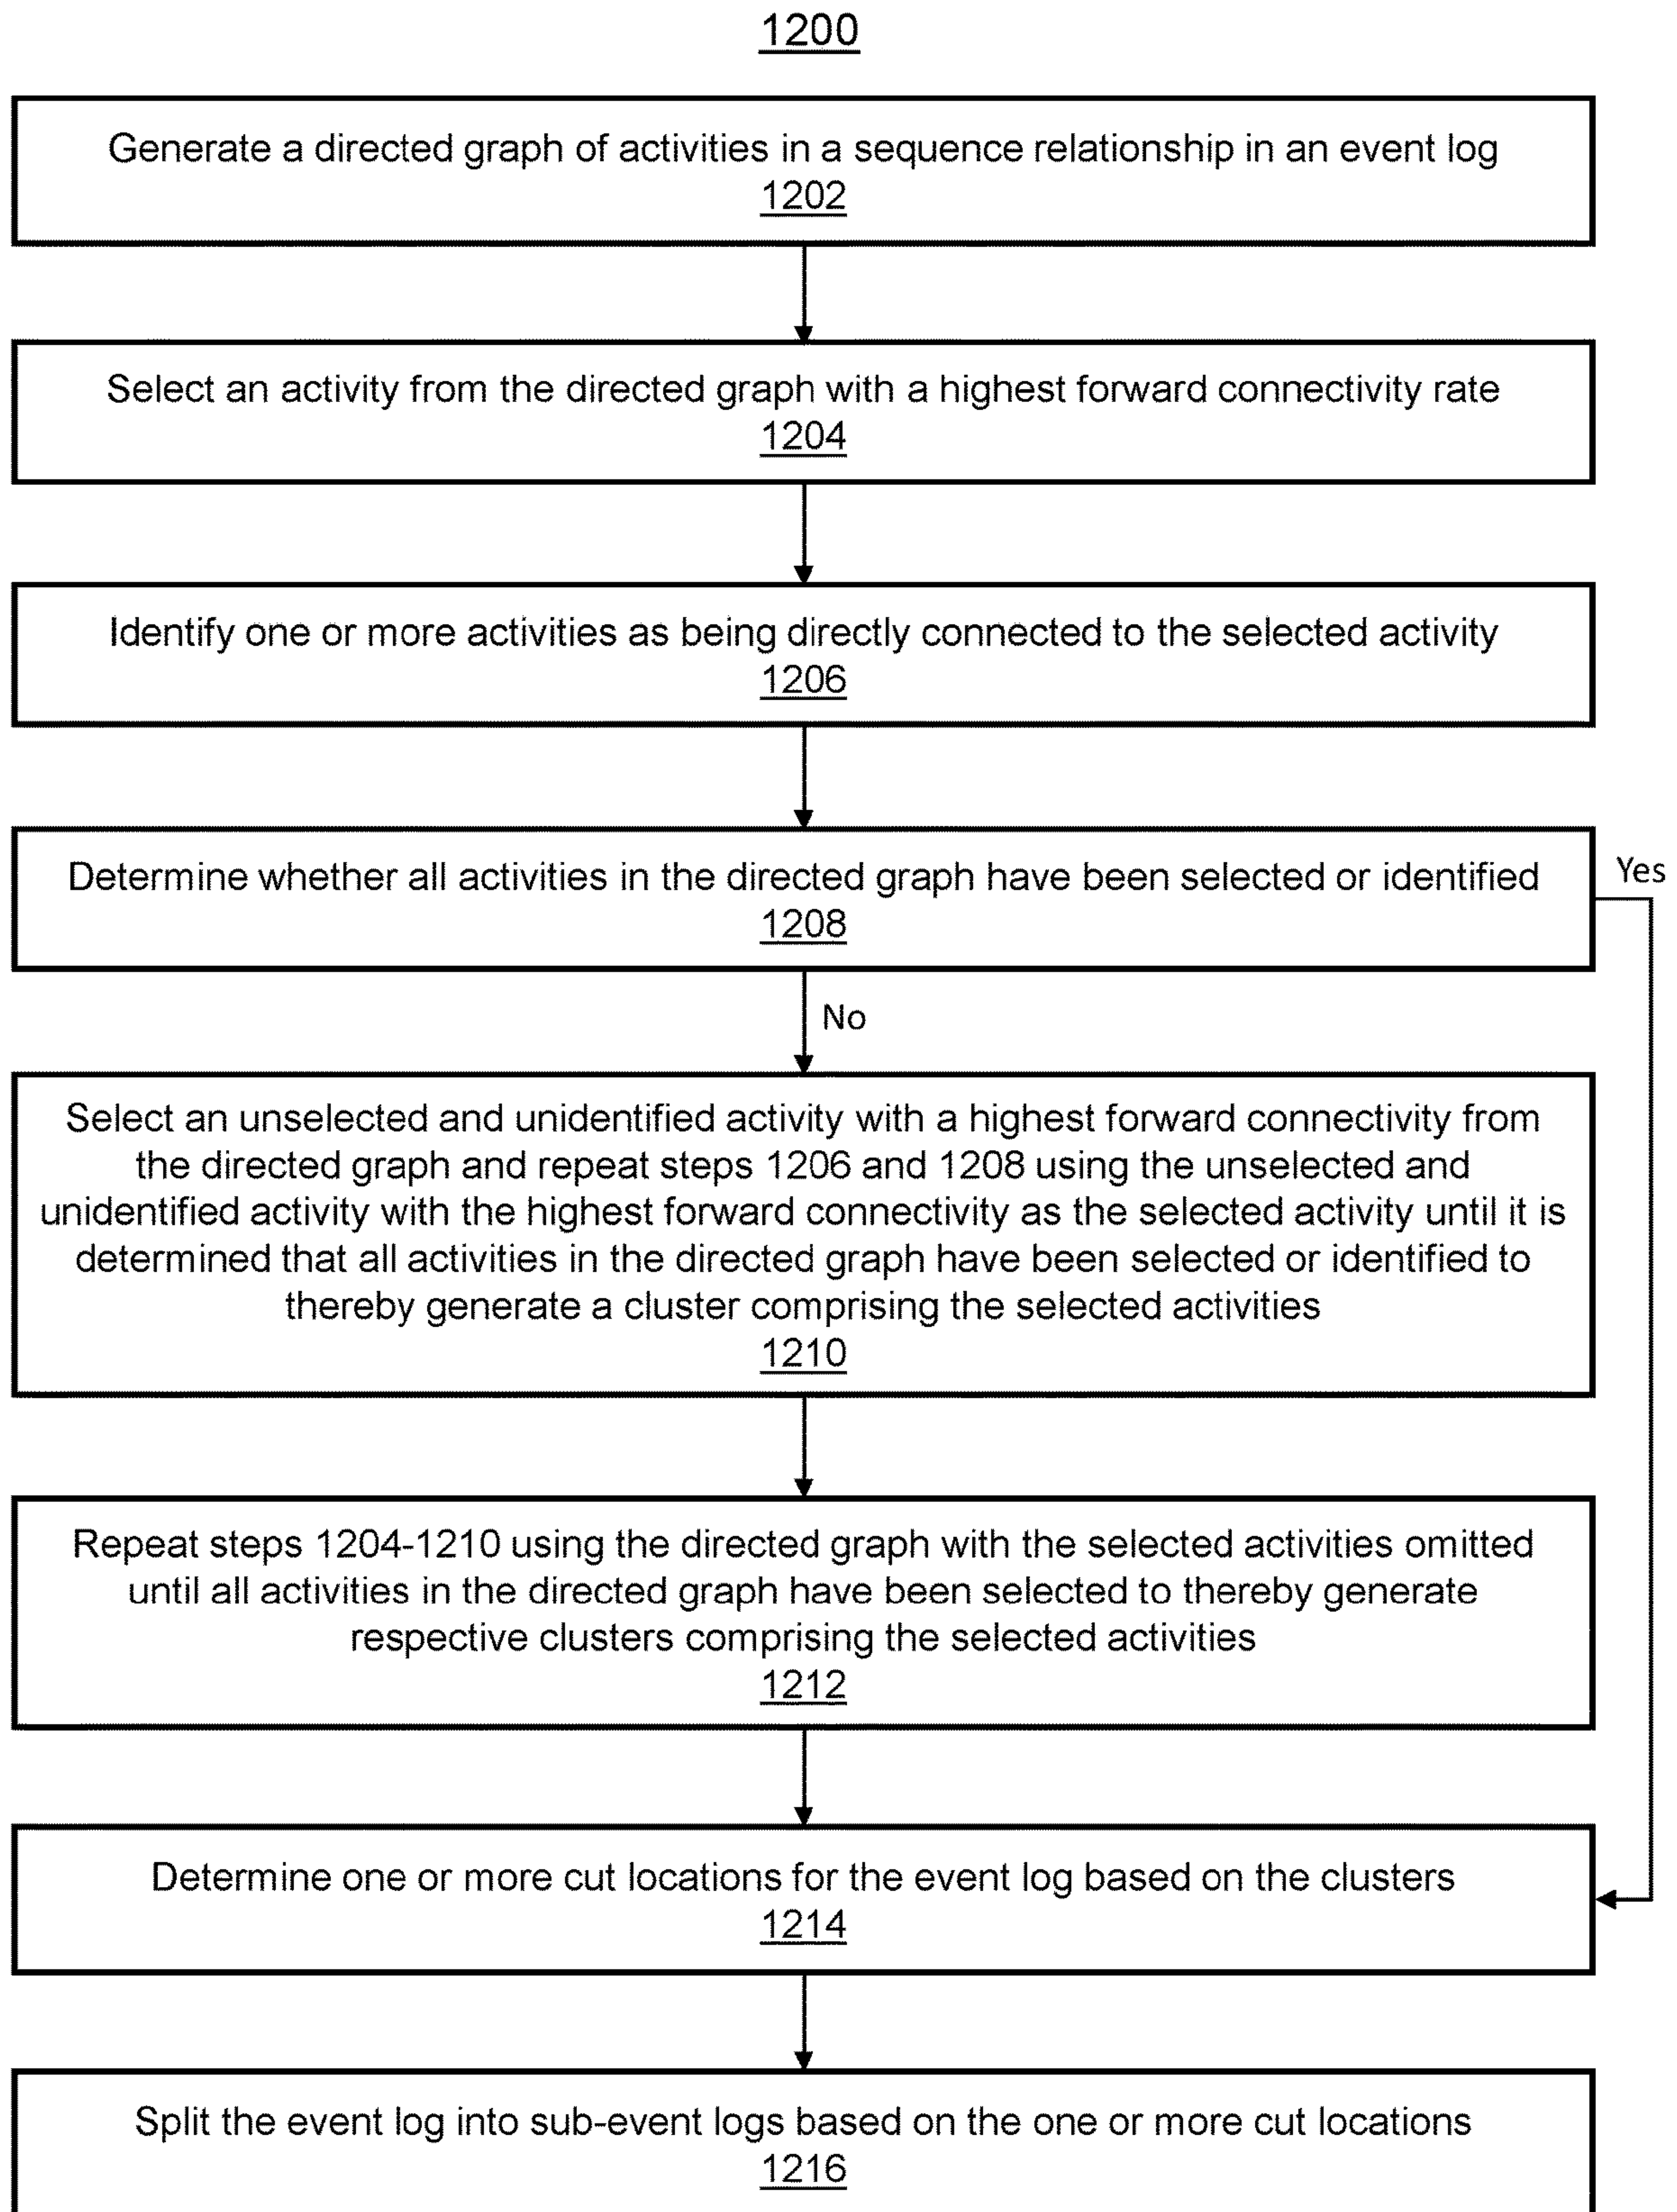 1200
Generate a directed graph of activities in a sequence relationship in an event log
1202
Select an activity from the directed graph with a highest forward connectivity rate
1204
Identify one or more activities as being directly connected to the selected activity
1206
Determine whether all activities in the directed graph have been selected or identified
1208
Yes
No
Select an unselected and unidentified activity with a highest forward connectivity from
the directed graph and repeat steps 1206 and 1208 using the unselected and
unidentified activity with the highest forward connectivity as the selected activity until it is
determined that all activities in the directed graph have been selected or identified to
thereby generate a cluster comprising the selected activities
1210
Repeat steps 1204-1210 using the directed graph with the selected activities omitted
until all activities in the directed graph have been selected to thereby generate
respective clusters comprising the selected activities
1212
Determine one or more cut locations for the event log based on the clusters
1214
Split the event log into sub-event logs based on the one or more cut locations
1216